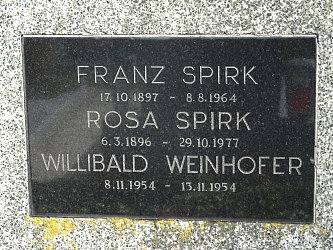 FRANZ SPIRK
17.10.1897 - 8.8.1964
ROSA SPIRK
6.3.1896 - 29.10.1977
WILLIBALD WEINHOFER
8.11.1954 - 13.11.1954